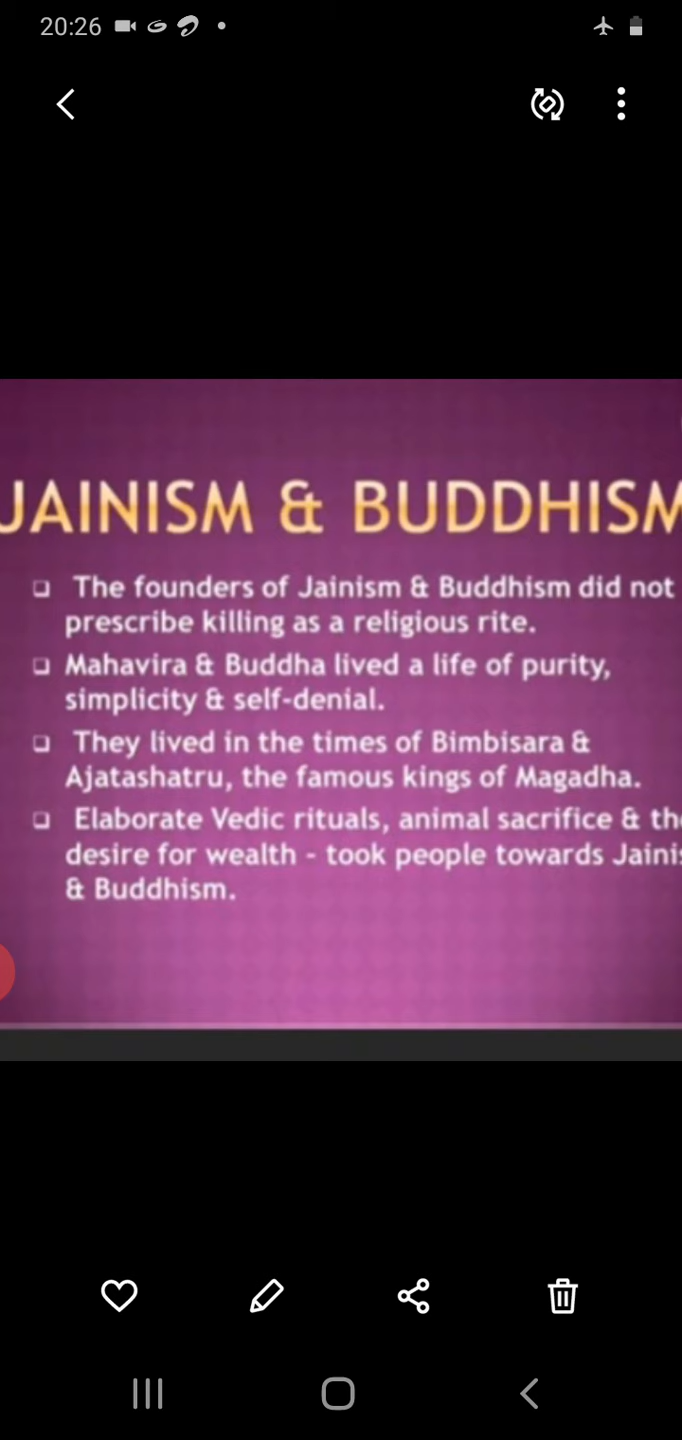 20:26
JAINISM & BUDDHISM
❑ The founders of Jainism & Buddhism did not
prescribe killing as a religious rite.
❑ Mahavira & Buddha lived a life of purity,
simplicity & self-denial.
❑ They lived in the times of Bimbisara &
Ajatashatru, the famous kings of Magadha.
❑ Elaborate Vedic rituals, animal sacrifice & th
desire for wealth - took people towards Jainis
& Buddhism.